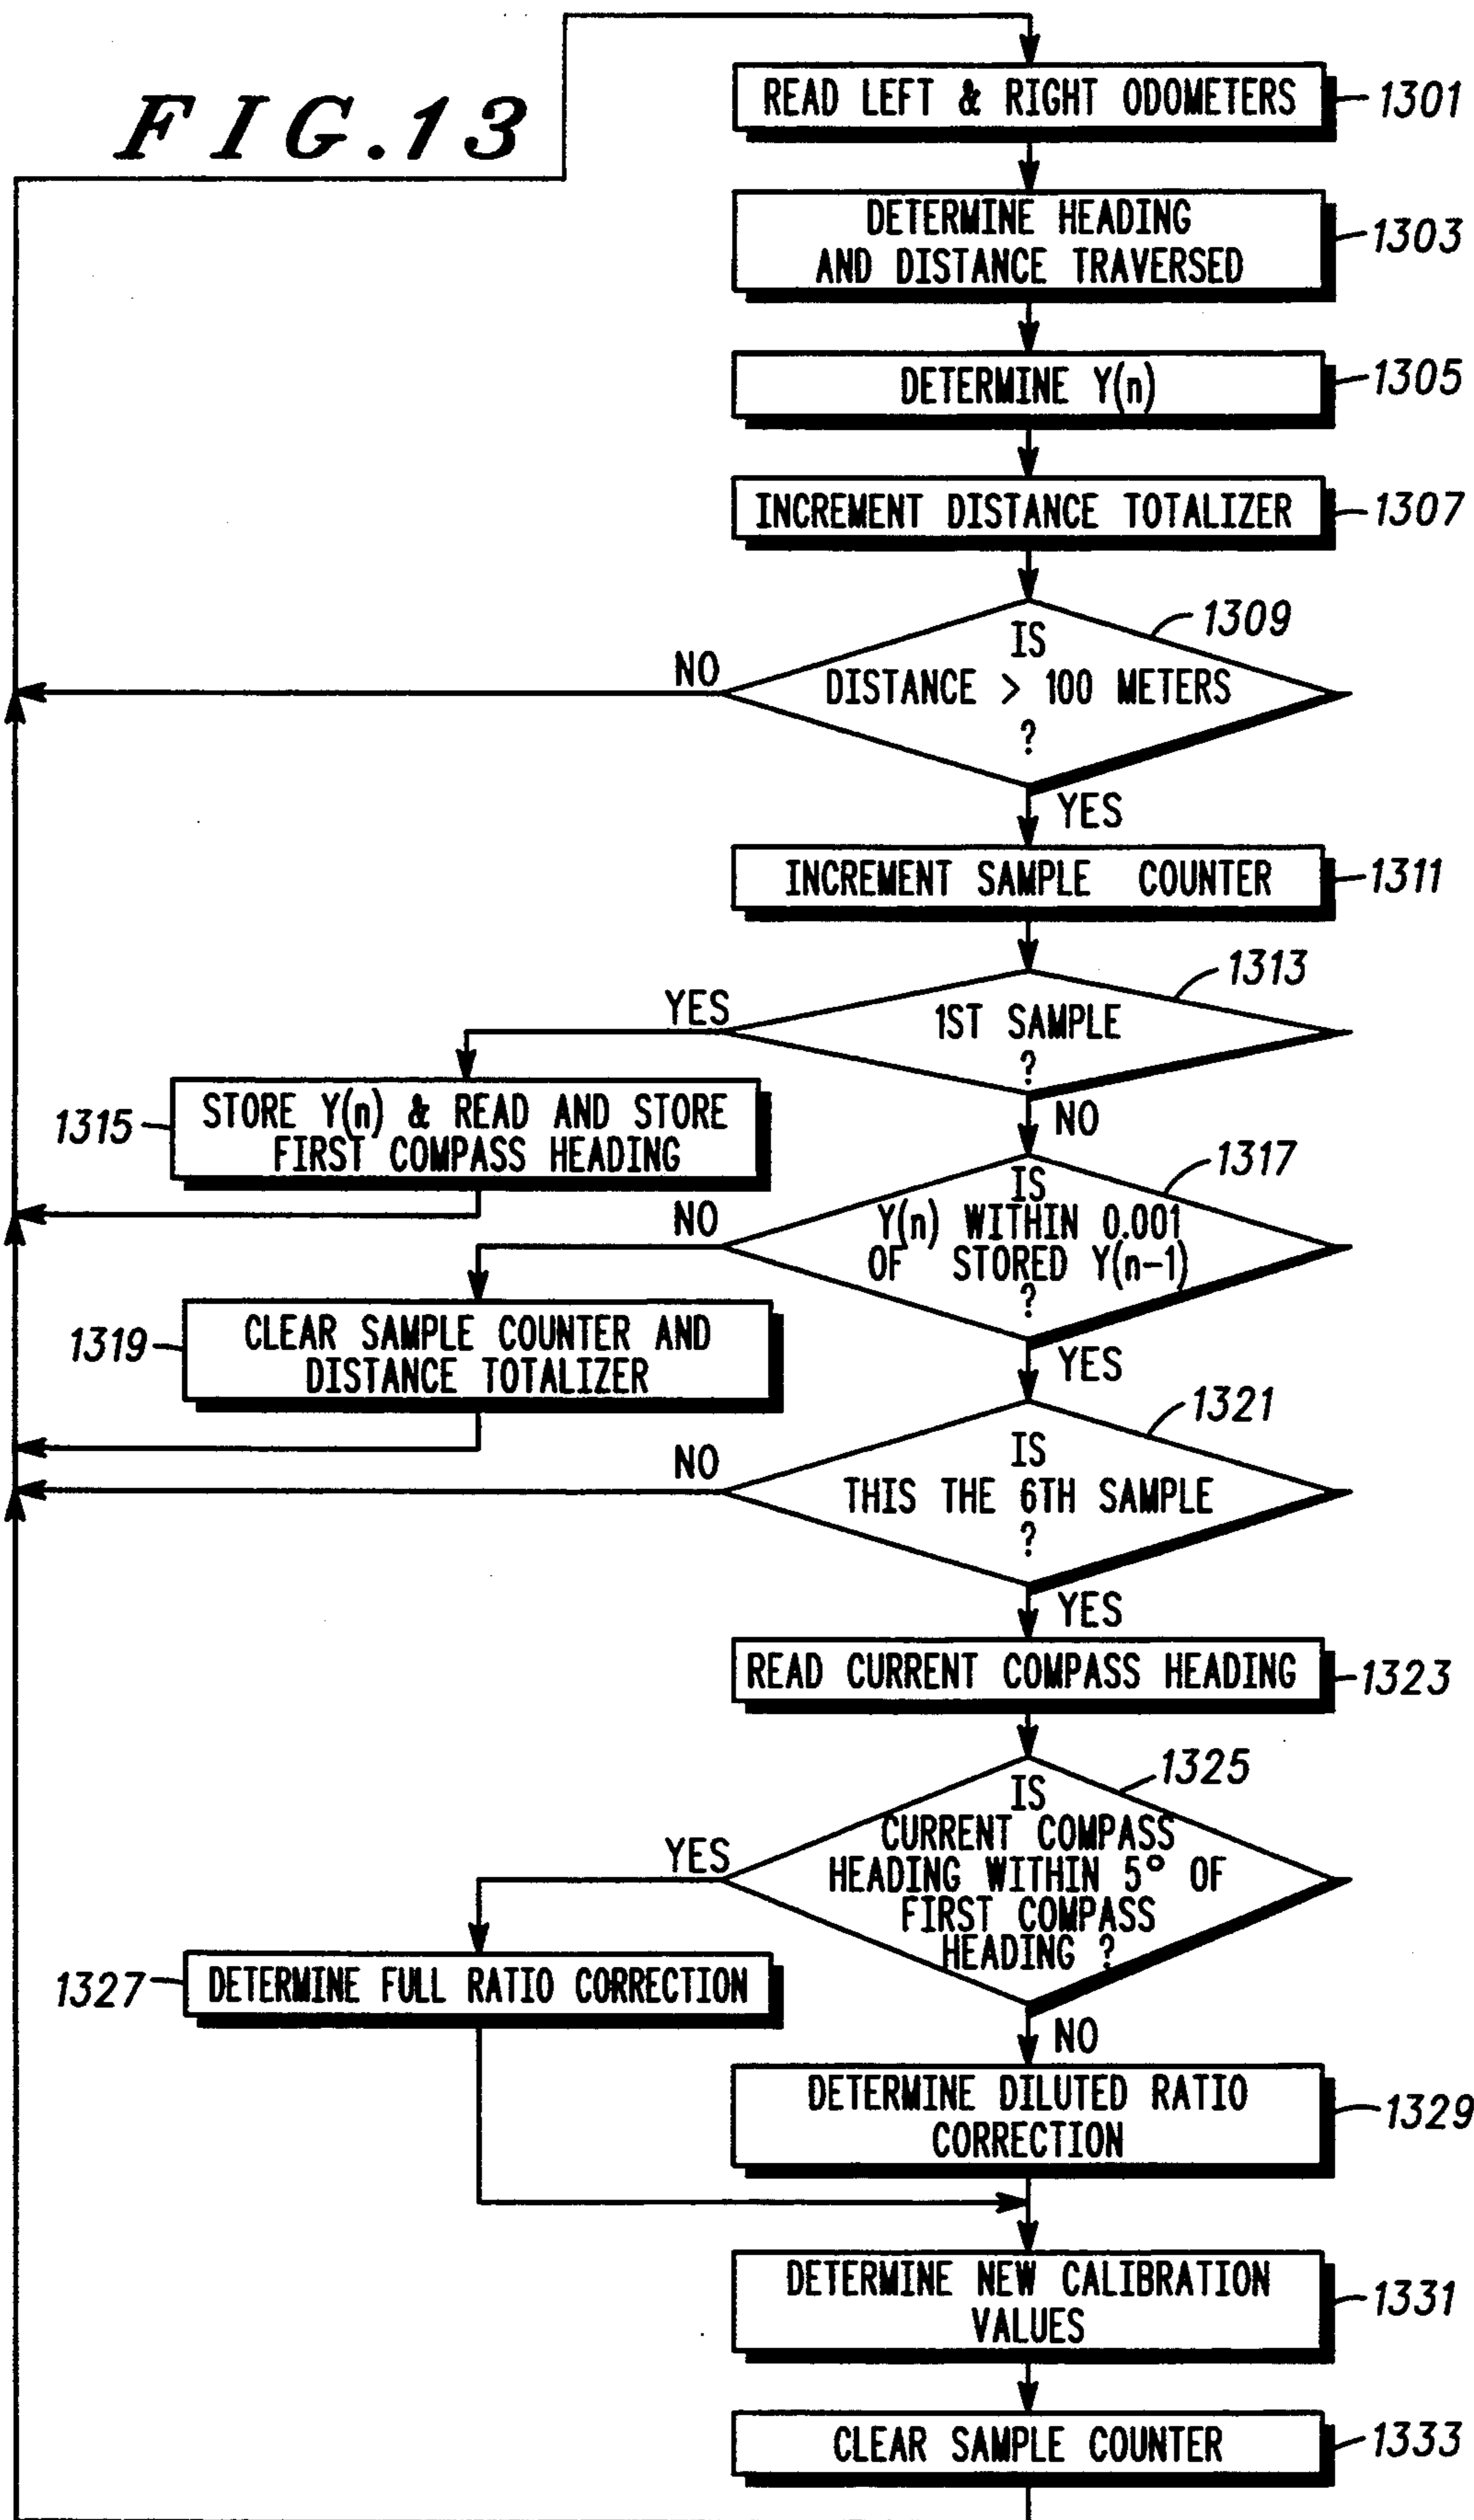 FIG.13
READ LEFT & RIGHT ODOMETERS
1301
DETERMINE HEADING
AND DISTANCE TRAVERSED
1303
DETERMINE Y(n)
1305
INCREMENT DISTANCE TOTALIZER
1307
1309
IS
DISTANCE > 100 METERS
?
NO
YES
INCREMENT SAMPLE COUNTER
1311
1313
1ST SAMPLE
?
YES
NO
1315
STORE Y(n) & READ AND STORE
FIRST COMPASS HEADING
1317
IS
Y(n) WITHIN 0.001
OF STORED Y(n-1)
?
NO
YES
1319
CLEAR SAMPLE COUNTER AND
DISTANCE TOTALIZER
1321
IS
THIS THE 6TH SAMPLE
?
NO
YES
READ CURRENT COMPASS HEADING
1323
1325
IS
CURRENT COMPASS
HEADING WITHIN 5° OF
FIRST COMPASS
HEADING ?
YES
NO
1327
DETERMINE FULL RATIO CORRECTION
DETERMINE DILUTED RATIO
CORRECTION
1329
DETERMINE NEW CALIBRATION
VALUES
1331
CLEAR SAMPLE COUNTER
1333